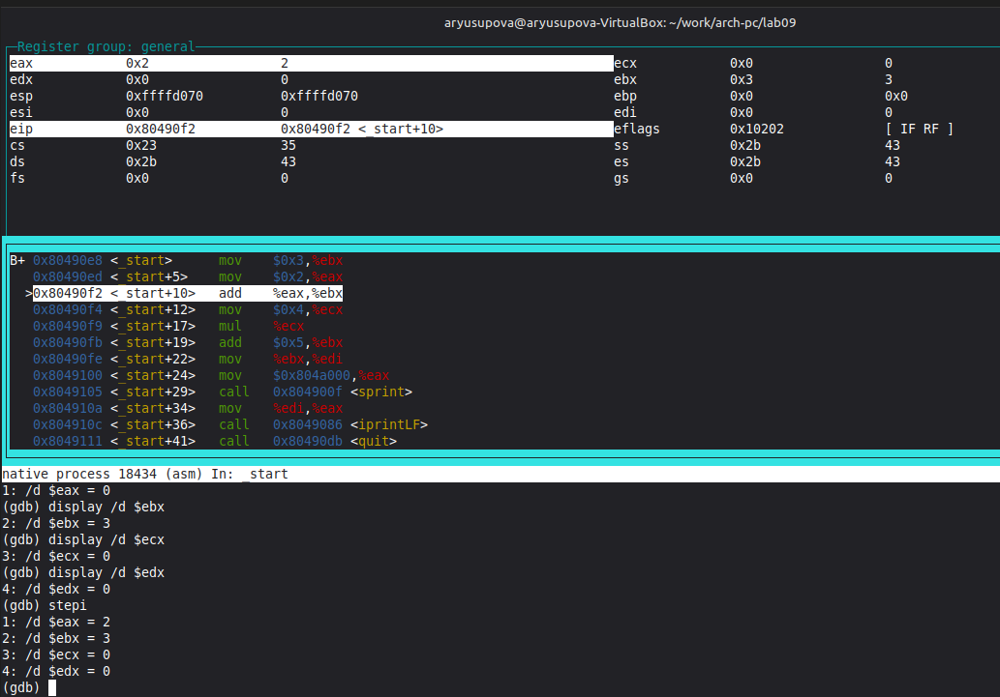 aryusupova@aryusupova-VirtualBox: ~/work/arch-pc/lab09
Register group: general
eax 0x2 2 ecx 0x0 0
edx 0x0 0 ebx 0x3 3
esp 0xffffd070 0xffffd070 ebp 0x0 0x0
esi 0x0 0 edi 0x0 0
eip 0x80490f2 0x80490f2 <_start+10> eflags 0x10202 [ IF RF ]
cs 0x23 35 ss 0x2b 43
ds 0x2b 43 es 0x2b 43
fs 0x0 0 gs 0x0 0
B+ 0x80490e8 <_start> mov $0x3,%ebx
0x80490ed <_start+5> mov $0x2,%eax
>0x80490f2 <_start+10> add %eax,%ebx
0x80490f4 <_start+12> mov $0x4,%ecx
0x80490f9 <_start+17> mul %ecx
0x80490fb <_start+19> add $0x5,%ebx
0x80490fe <_start+22> mov %ebx,%edi
0x8049100 <_start+24> mov $0x804a000,%eax
0x8049105 <_start+29> call 0x804900f <sprint>
0x804910a <_start+34> mov %edi,%eax
0x804910c <_start+36> call 0x8049086 <iprintLF>
0x8049111 <_start+41> call 0x80490db <quit>
native process 18434 (asm) In: _start
1: /d $eax = 0
(gdb) display /d $ebx
2: /d $ebx = 3
(gdb) display /d $ecx
3: /d $ecx = 0
(gdb) display /d $edx
4: /d $edx = 0
(gdb) stepi
1: /d $eax = 2
2: /d $ebx = 3
3: /d $ecx = 0
4: /d $edx = 0
(gdb)